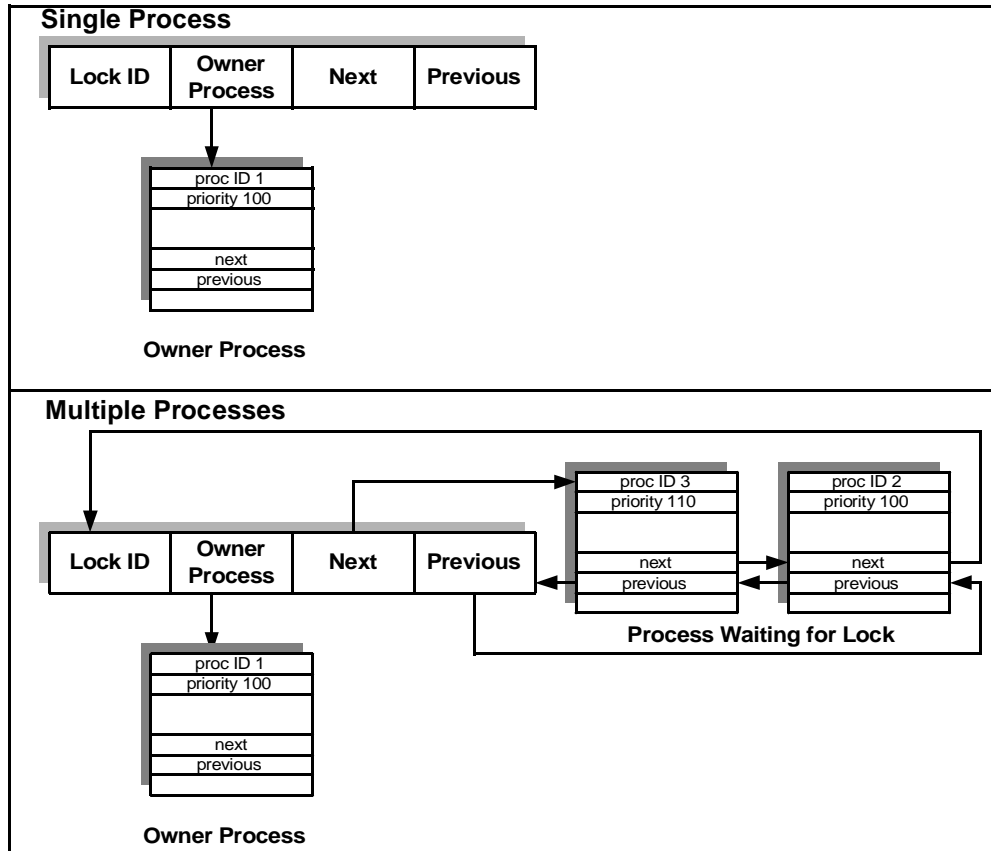 Single Process
Lock ID
Owner
Process
Next
Previous
proc ID 1
priority 100
next
previous
Owner Process
Multiple Processes
proc ID 3
priority 110
next
previous
proc ID 2
priority 100
next
previous
Lock ID
Owner
Process
Next
Previous
Process Waiting for Lock
proc ID 1
priority 100
next
previous
Owner Process